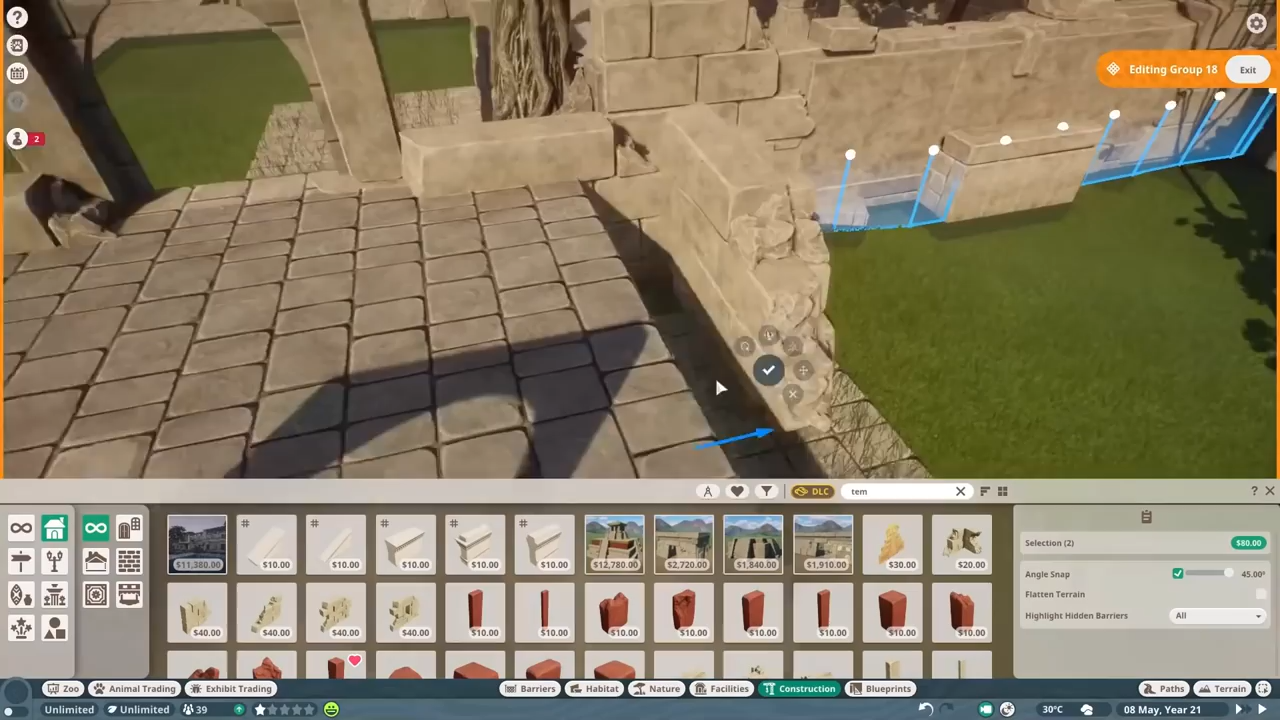 ?
Editing Group 18
Exit
2
DLC
tem
?
$11,380.00
$10.00
$10.00
$10.00
$10.00
$10.00
$12,780.00
$2,720.00
$1,840.00
$1,910.00
$30.00
$20.00
$40.00
$40.00
$40.00
$40.00
$10.00
$10.00
$10.00
$10.00
$10.00
$10.00
$10.00
$10.00
Selection (2)
$80.00
Angle Snap
45.00°
Flatten Terrain
Highlight Hidden Barriers
All
Zoo
Animal Trading
Exhibit Trading
Barriers
Habitat
Nature
Facilities
Construction
Blueprints
Paths
Terrain
Unlimited
Unlimited
39
30°C
08 May, Year 21